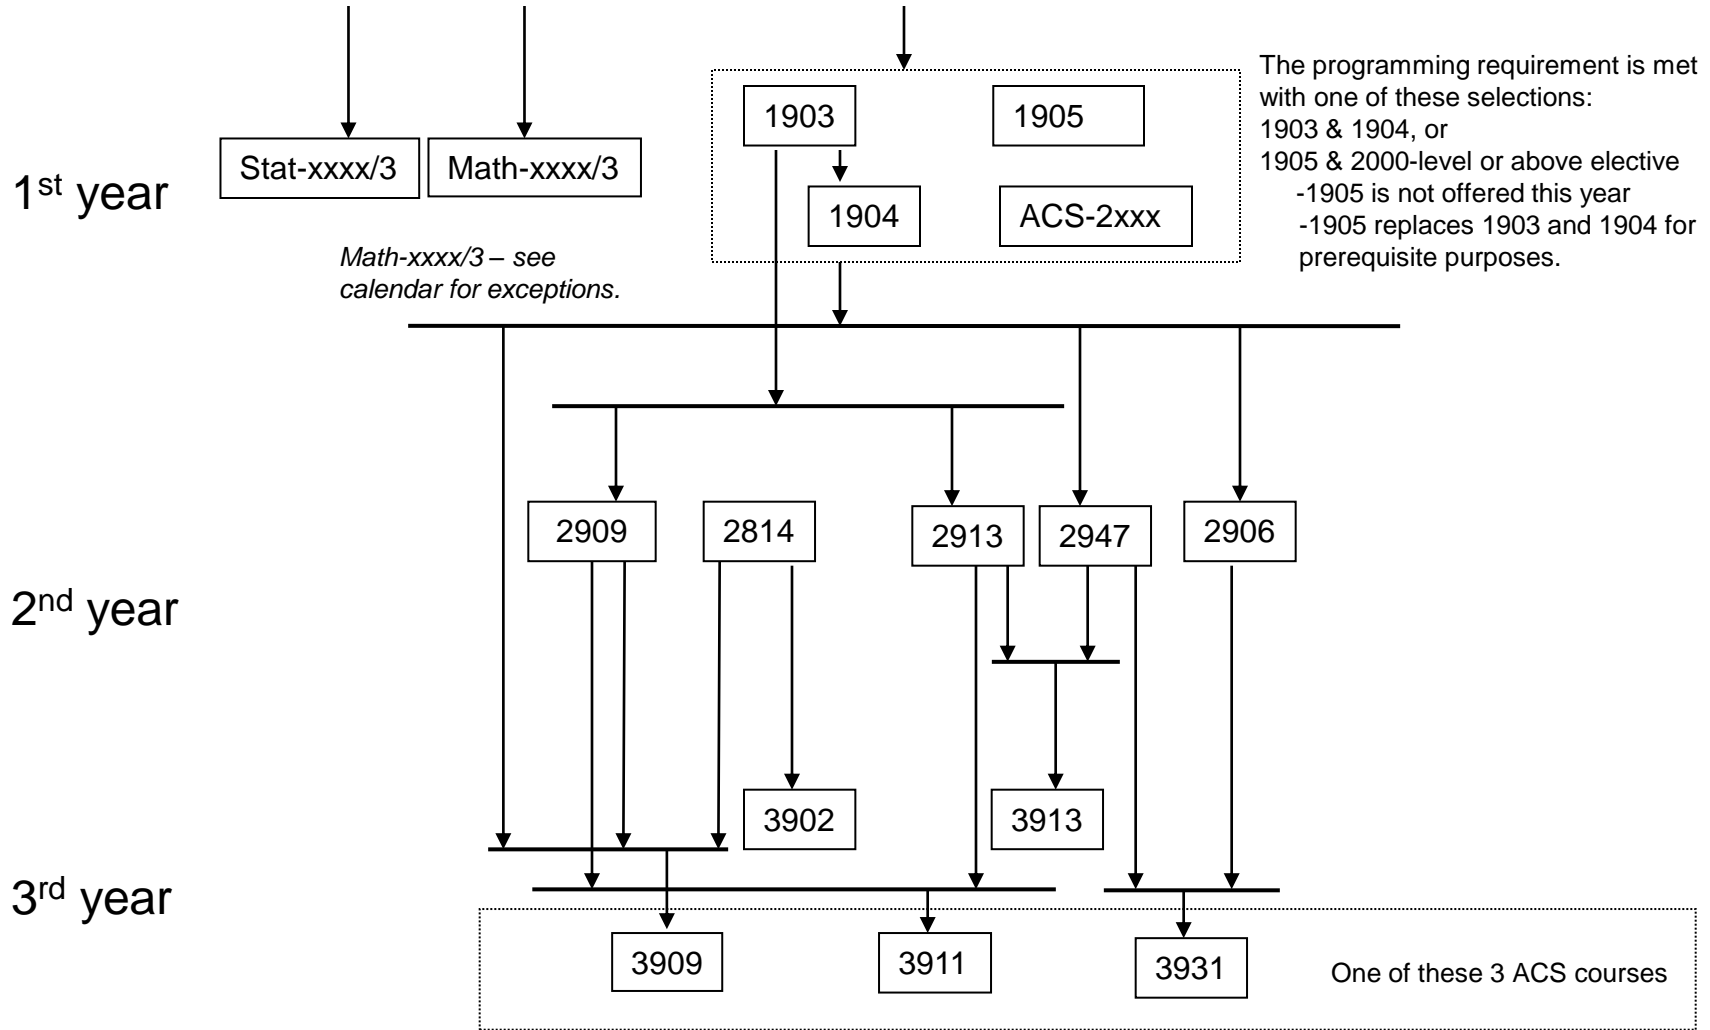 The programming requirement is met
with one of these selections:
1903
1905
1903 & 1904, or
Stat-xxxx/3
Math-xxxx/3
1905 & 2000-level or above elective
1st year
-1905 is not offered this year
1904
ACS-2xxx
-1905 replaces 1903 and 1904 for
prerequisite purposes.
Math-xxxx/3 – see
calendar for exceptions.
2909
2814
2913
2947
2906
2nd year
3902
3913
3rd year
3909
3911
3931
One of these 3 ACS courses